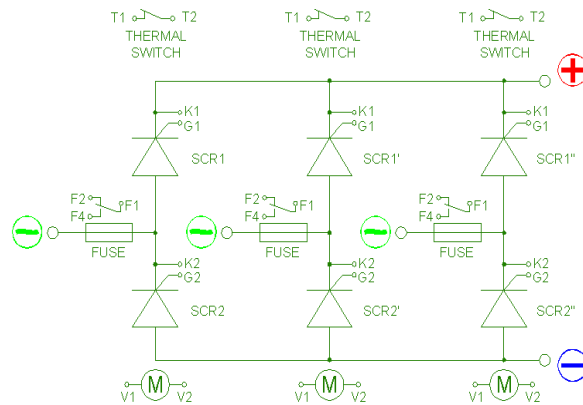 T1 T2 T1 T2 T1 T2
THERMAL SWITCH THERMAL SWITCH THERMAL SWITCH
+
K1 K1 K1
G1 G1 G1
SCR1 SCR1' SCR1"
F2 F1 F2 F1 F2 F1
F4 F4 F4
FUSE FUSE FUSE
K2 K2 K2
G2 G2 G2
SCR2 SCR2' SCR2"
−
V1 M V2 V1 M V2 V1 M V2